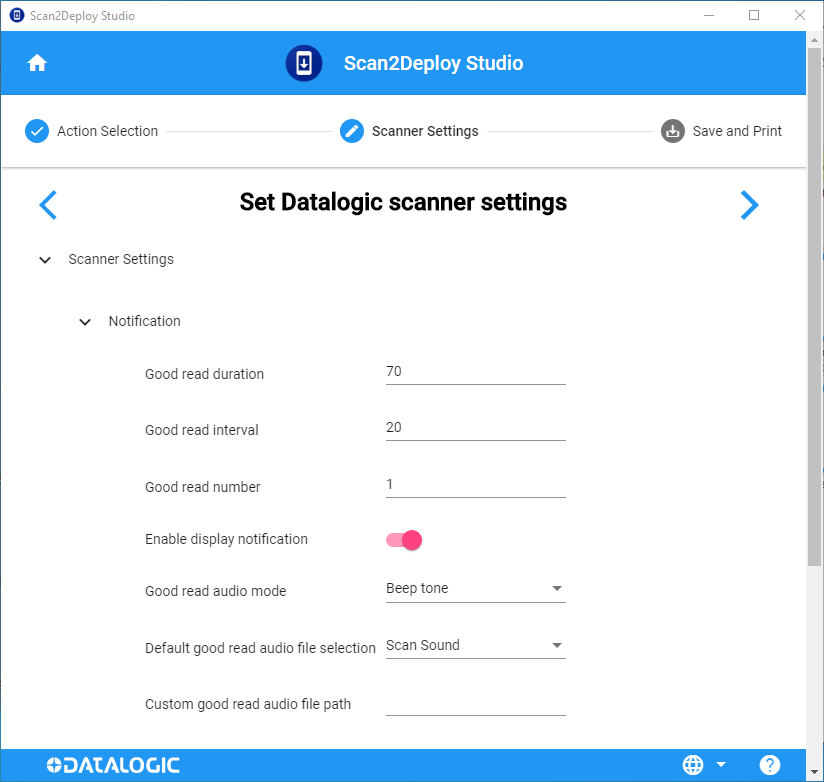 Scan2Deploy Studio
Scan2Deploy Studio
Action Selection
Scanner Settings
Save and Print
Set Datalogic scanner settings
Scanner Settings
Notification
Good read duration 70
Good read interval 20
Good read number 1
Enable display notification
Good read audio mode Beep tone
Default good read audio file selection Scan Sound
Custom good read audio file path
DATALOGIC
?